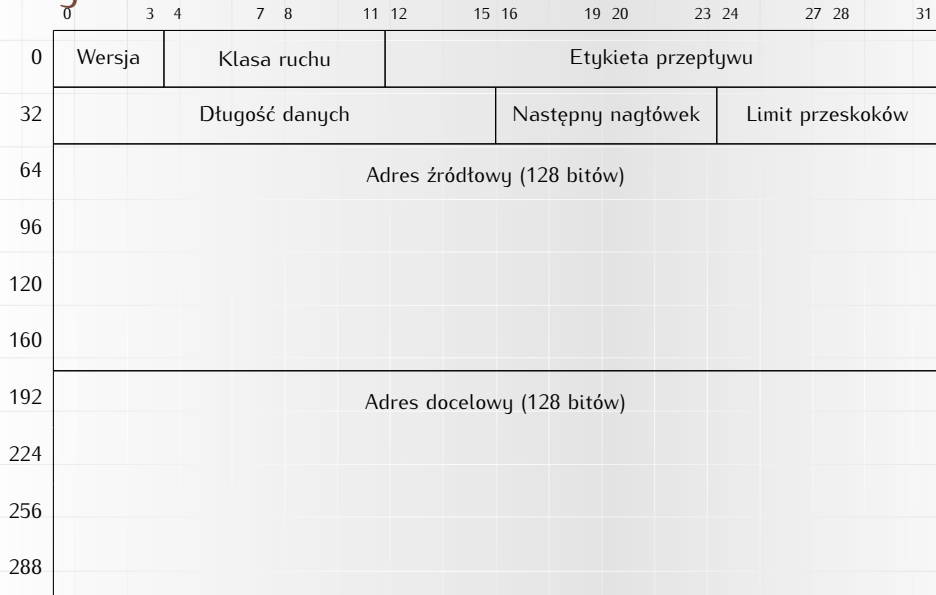 0 3 4 7 8 11 12 15 16 19 20 23 24 27 28 31
0 Wersja Klasa ruchu Etykieta przepływu
32 Długość danych Następny nagłówek Limit przeskoków
64 Adres źródłowy (128 bitów)
96
120
160
192 Adres docelowy (128 bitów)
224
256
288